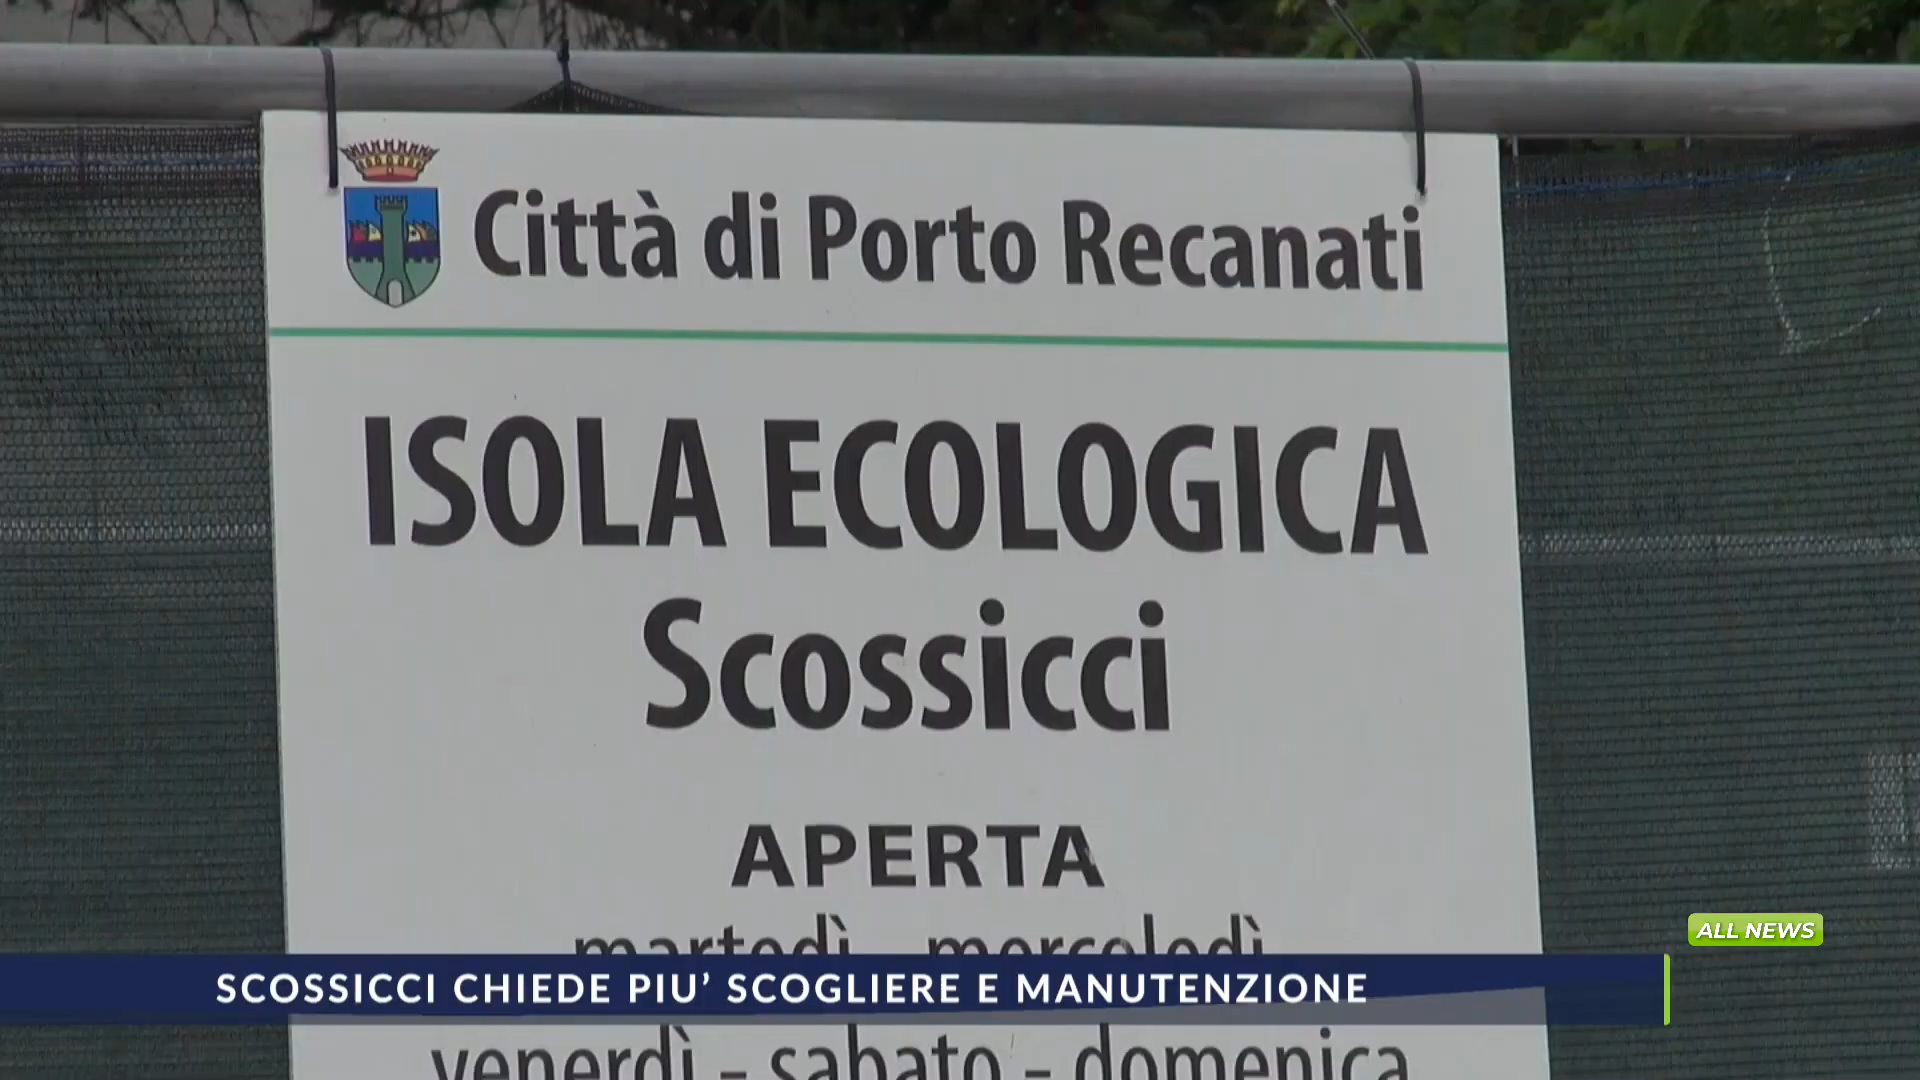 Città di Porto Recanati
ISOLA ECOLOGICA
Scossicci
APERTA
martedì mercoledì
ALL NEWS
SCOSSICCI CHIEDE PIU’ SCOGLIERE E MANUTENZIONE
venerdì - sabato - domenica